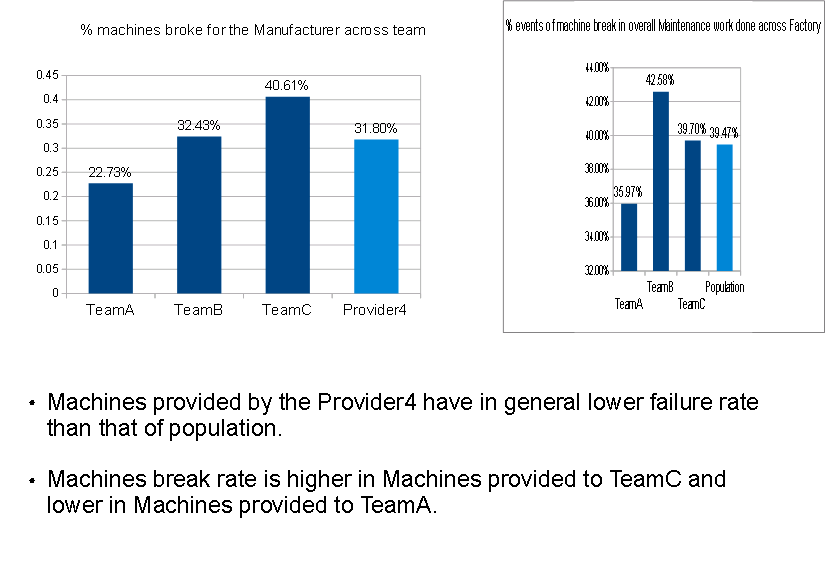 % machines broke for the Manufacturer across team
0.45
0.4
0.35
0.3
0.25
0.2
0.15
0.1
0.05
0
22.73%
32.43%
40.61%
31.80%
TeamA TeamB TeamC Provider4
% events of machine break in overall Maintenance work done across Factory
44.00%
42.00%
40.00%
38.00%
36.00%
34.00%
32.00%
35.97%
42.58%
39.70% 39.47%
TeamB Population
TeamA TeamC
• Machines provided by the Provider4 have in general lower failure rate
than that of population.
• Machines break rate is higher in Machines provided to TeamC and
lower in Machines provided to TeamA.